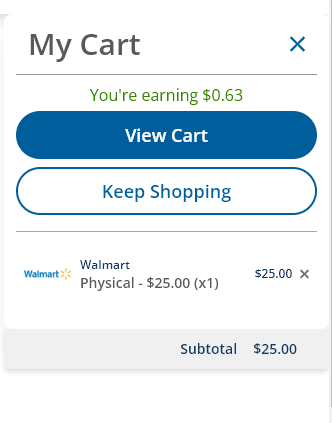 My Cart
You're earning $0.63
View Cart
Keep Shopping
Walmart
Walmart
Physical - $25.00 (x1)
$25.00
Subtotal $25.00